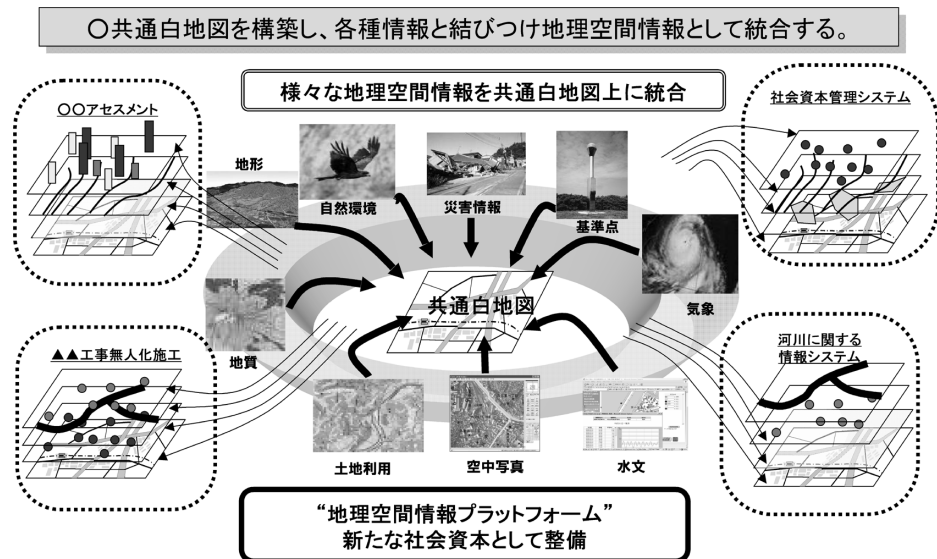 ○共通白地図を構築し、各種情報と結びつけ地理空間情報として統合する。
様々な地理空間情報を共通白地図上に統合
○○アセスメント
社会資本管理システム
地形
自然環境
災害情報
基準点
気象
共通白地図
地質
▲▲工事無人化施工
河川に関する
情報システム
土地利用
空中写真
水文
“地理空間情報プラットフォーム”
新たな社会資本として整備